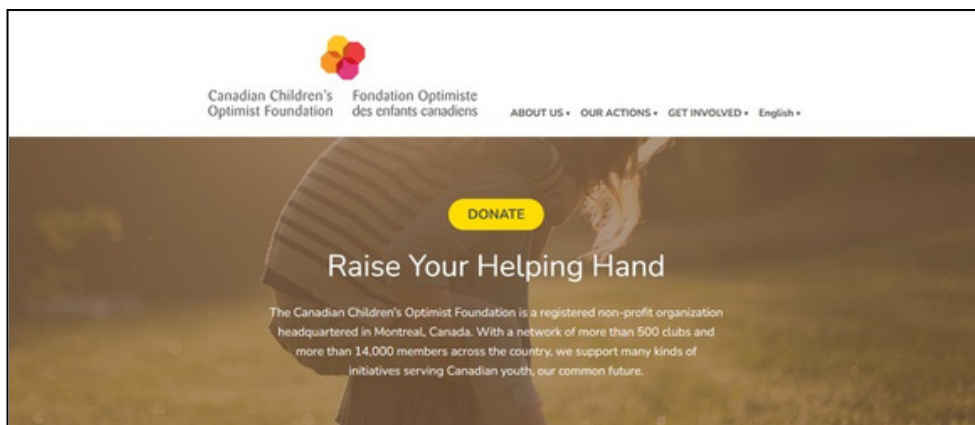 Canadian Children's
Optimist Foundation
Fondation Optimiste
des enfants canadiens
ABOUT US OUR ACTIONS GET INVOLVED English
DONATE
Raise Your Helping Hand
The Canadian Children's Optimist Foundation is a registered non-profit organization
headquartered in Montreal, Canada. With a network of more than 500 clubs and
more than 14,000 members across the country, we support many kinds of
initiatives serving Canadian youth, our common future.